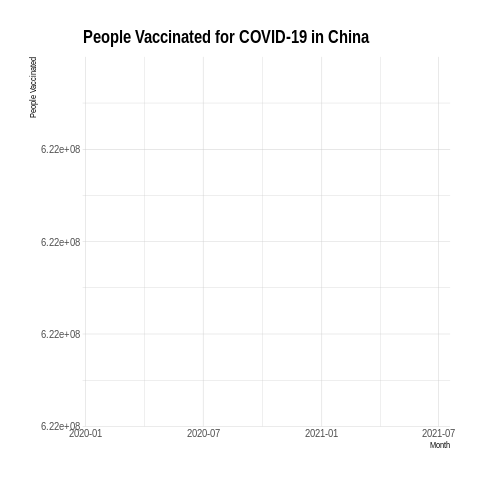 People Vaccinated for COVID-19 in China
People Vaccinated
6.22e+08
6.22e+08
6.22e+08
6.22e+08
2020-01 2020-07 2021-01 2021-07
Month